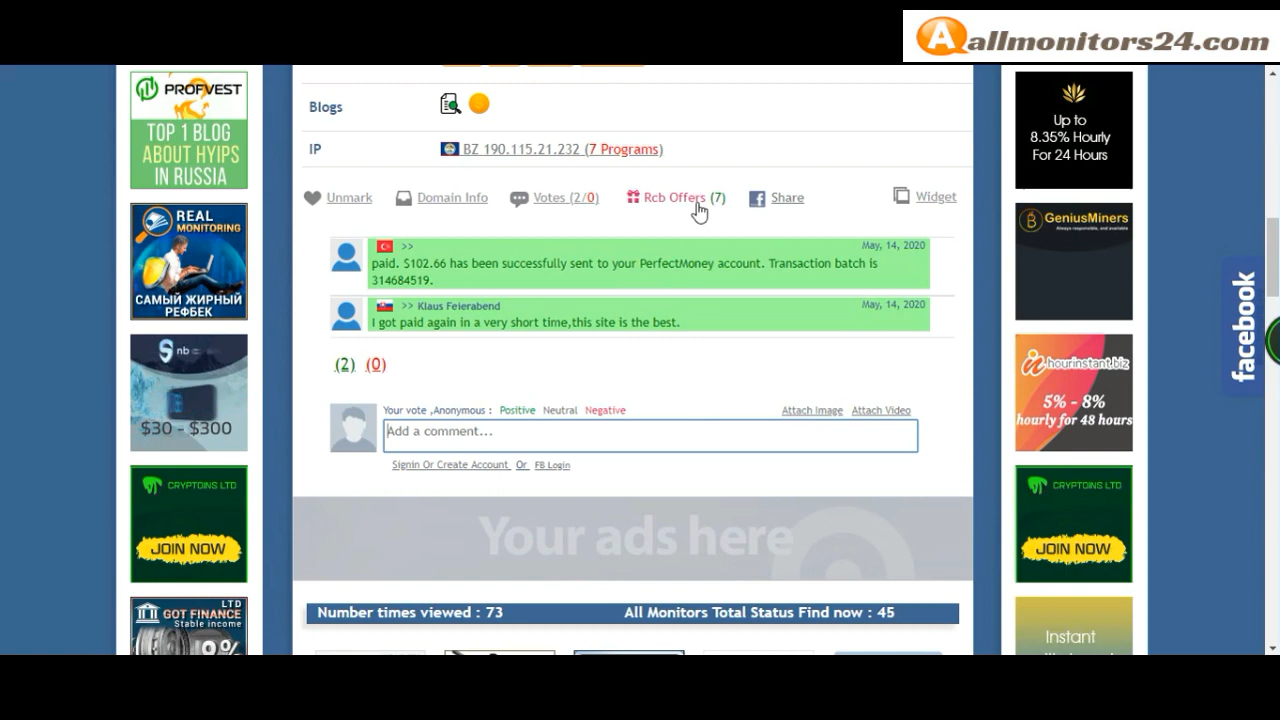 allmonitors24.com
PROFVEST
TOP 1 BLOG
ABOUT HYIPS
IN RUSSIA
REAL
MONITORING
САМЫЙ ЖИРНЫЙ
РЕФБЕК
nb
$30 - $300
CRYPTOINS LTD
JOIN NOW
LTD
GOT FINANCE
Stable income
9%
Blogs
IP
BZ 190.115.21.232 (7 Programs)
Unmark
Domain Info
Votes (2/0)
Rcb Offers (7)
Share
Widget
>>
May, 14, 2020
paid. $102.66 has been successfully sent to your PerfectMoney account. Transaction batch is
314684519.
>> Klaus Feierabend
May, 14, 2020
I got paid again in a very short time,this site is the best.
(2) (0)
Your vote ,Anonymous : Positive Neutral Negative
Attach Image Attach Video
Add a comment...
Signin Or Create Account Or FB Login
Your ads here
Number times viewed : 73
All Monitors Total Status Find now : 45
Up to
8.35% Hourly
For 24 Hours
GeniusMiners
Always responsible, and available
hourinstant.biz
5% - 8%
hourly for 48 hours
CRYPTOINS LTD
JOIN NOW
Instant
facebook